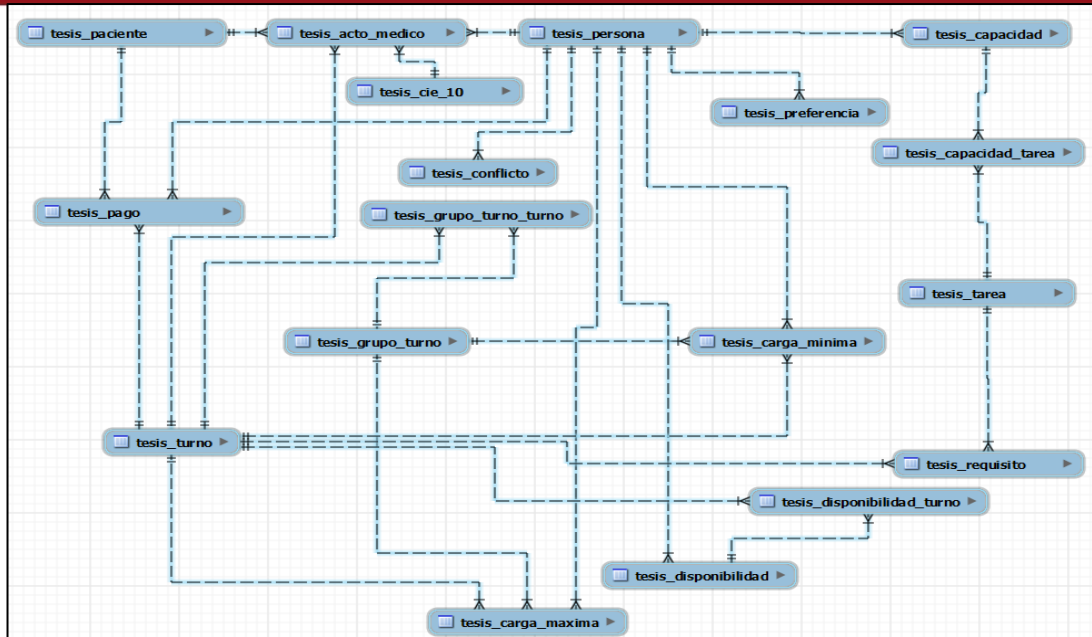 tesis_paciente
tesis_acto_medico
tesis_persona
tesis_capacidad
tesis_cie_10
tesis_preferencia
tesis_capacidad_tarea
tesis_conflicto
tesis_pago
tesis_grupo_turno_turno
tesis_tarea
tesis_grupo_turno
tesis_carga_minima
tesis_turno
tesis_requisito
tesis_disponibilidad_turno
tesis_disponibilidad
tesis_carga_maxima